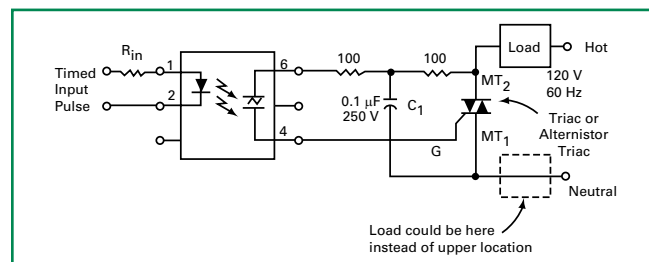 Timed
Input
Pulse
Rin
1
2
6
4
100
100
0.1 μF
250 V
C1
G
MT2
MT1
Load
Hot
120 V
60 Hz
Triac or
Alternistor
Triac
Neutral
Load could be here
instead of upper location